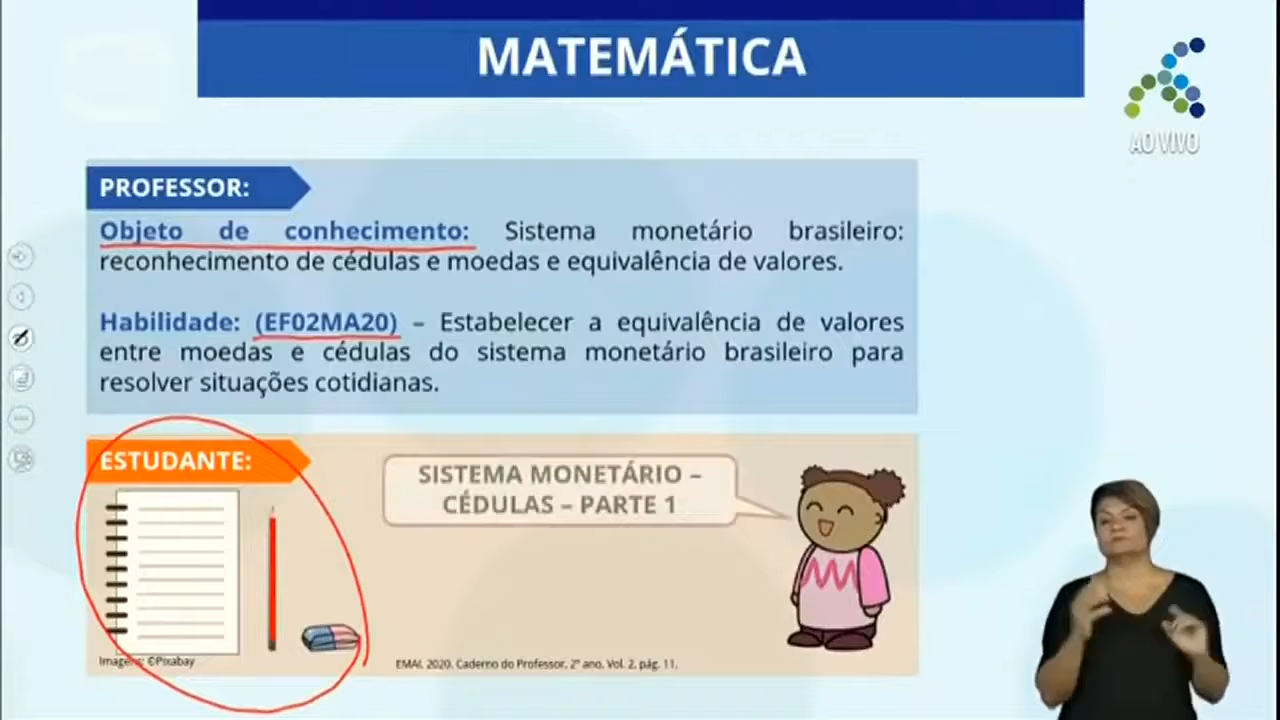 MATEMÁTICA
AO VIVO
PROFESSOR:
Objeto de conhecimento: Sistema monetário brasileiro:
reconhecimento de cédulas e moedas e equivalência de valores.
Habilidade: (EF02MA20) – Estabelecer a equivalência de valores
entre moedas e cédulas do sistema monetário brasileiro para
resolver situações cotidianas.
ESTUDANTE:
SISTEMA MONETÁRIO –
CÉDULAS – PARTE 1
Imagens: ©Pixabay
EMAI, 2020. Caderno do Professor, 2º ano, Vol. 2, pág. 11.